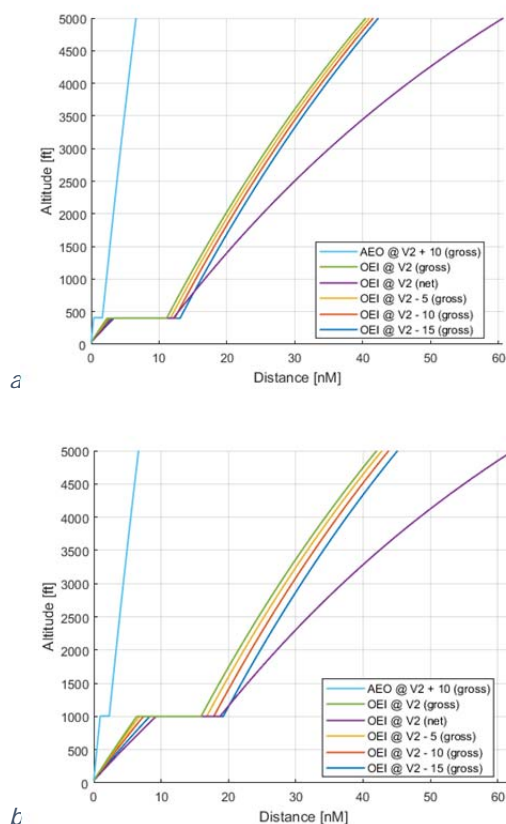 5000
4500
4000
3500
3000
2500
2000
1500
1000
500
0
Altitude [ft]
AEO @ V2 + 10 (gross)
OEI @ V2 (gross)
OEI @ V2 (net)
OEI @ V2 - 5 (gross)
OEI @ V2 - 10 (gross)
OEI @ V2 - 15 (gross)
0 10 20 30 40 50 60
Distance [nM]
a
5000
4500
4000
3500
3000
2500
2000
1500
1000
500
0
Altitude [ft]
AEO @ V2 + 10 (gross)
OEI @ V2 (gross)
OEI @ V2 (net)
OEI @ V2 - 5 (gross)
OEI @ V2 - 10 (gross)
OEI @ V2 - 15 (gross)
0 10 20 30 40 50 60
Distance [nM]
b